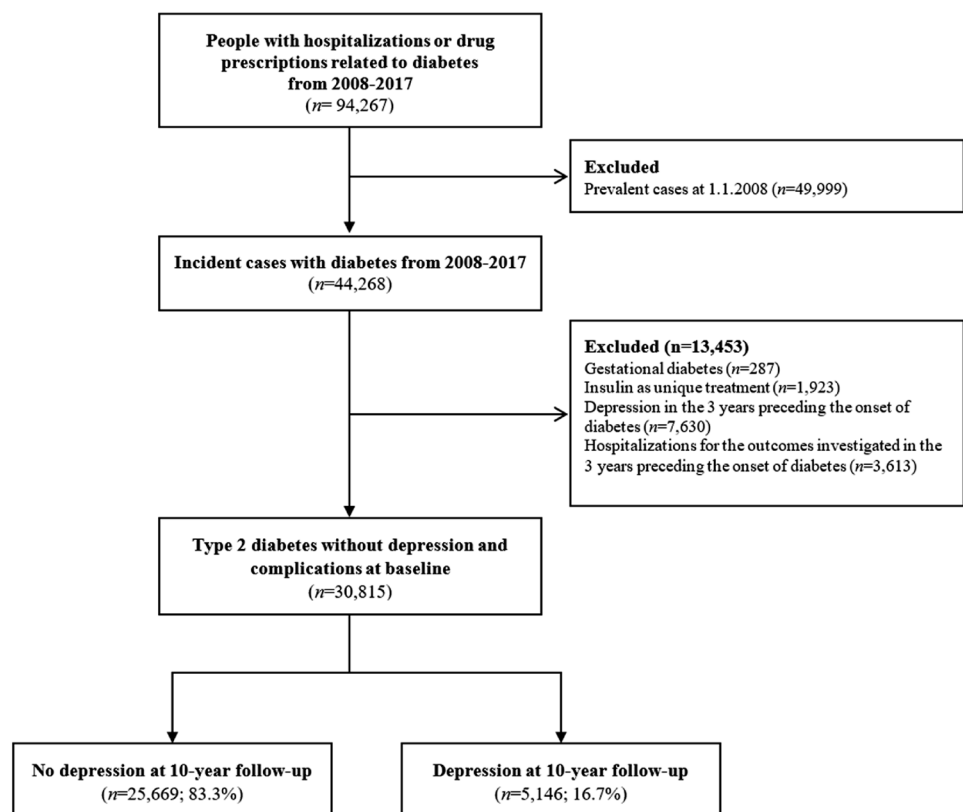 People with hospitalizations or drug
prescriptions related to diabetes
from 2008-2017
(n= 94,267)
Excluded
Prevalent cases at 1.1.2008 (n=49,999)
Incident cases with diabetes from 2008-2017
(n=44,268)
Excluded (n=13,453)
Gestational diabetes (n=287)
Insulin as unique treatment (n=1,923)
Depression in the 3 years preceding the onset of
diabetes (n=7,630)
Hospitalizations for the outcomes investigated in the
3 years preceding the onset of diabetes (n=3,613)
Type 2 diabetes without depression and
complications at baseline
(n=30,815)
No depression at 10-year follow-up
(n=25,669; 83.3%)
Depression at 10-year follow-up
(n=5,146; 16.7%)